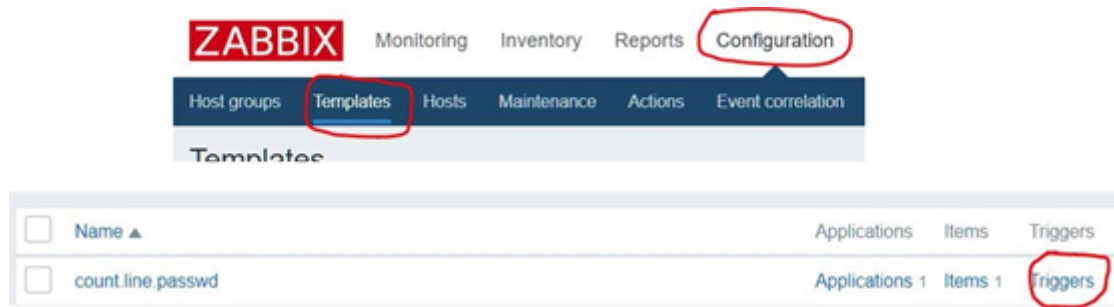 ZABBIX Monitoring Inventory Reports Configuration
Host groups Templates Hosts Maintenance Actions Event correlation
Templates
Name ▲ Applications Items Triggers
count.line.passwd Applications 1 Items 1 Triggers